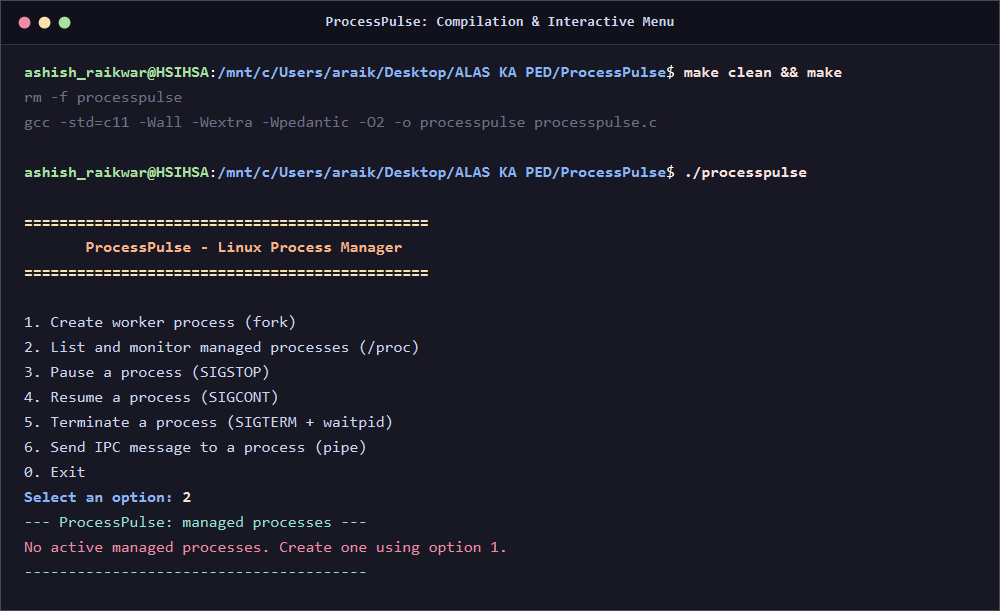 ProcessPulse: Compilation & Interactive Menu
ashish_raikwar@HSIHSA:/mnt/c/Users/araik/Desktop/ALAS KA PED/ProcessPulse$ make clean && make
rm -f processpulse
gcc -std=c11 -Wall -Wextra -Wpedantic -O2 -o processpulse processpulse.c
ashish_raikwar@HSIHSA:/mnt/c/Users/araik/Desktop/ALAS KA PED/ProcessPulse$ ./processpulse
==============================================
ProcessPulse - Linux Process Manager
==============================================
1. Create worker process (fork)
2. List and monitor managed processes (/proc)
3. Pause a process (SIGSTOP)
4. Resume a process (SIGCONT)
5. Terminate a process (SIGTERM + waitpid)
6. Send IPC message to a process (pipe)
0. Exit
Select an option: 2
--- ProcessPulse: managed processes ---
No active managed processes. Create one using option 1.
---------------------------------------